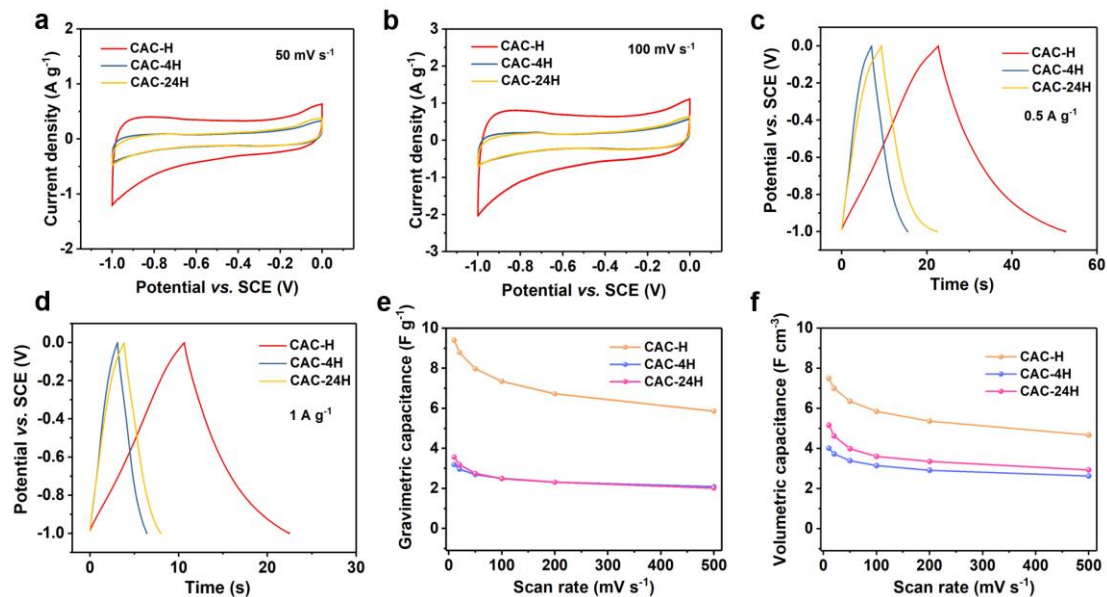 a
2
1
0
-1
-2
Current density (A g⁻¹)
CAC-H
CAC-4H
CAC-24H
50 mV s⁻¹
-1.0 -0.8 -0.6 -0.4 -0.2 0.0
Potential vs. SCE (V)
b
3
2
1
0
-1
-2
-3
Current density (A g⁻¹)
CAC-H
CAC-4H
CAC-24H
100 mV s⁻¹
-1.0 -0.8 -0.6 -0.4 -0.2 0.0
Potential vs. SCE (V)
c
0.0
-0.2
-0.4
-0.6
-0.8
-1.0
Potential vs. SCE (V)
CAC-H
CAC-4H
CAC-24H
0.5 A g⁻¹
0 20 40 60
Time (s)
d
0.0
-0.2
-0.4
-0.6
-0.8
-1.0
Potential vs. SCE (V)
CAC-H
CAC-4H
CAC-24H
1 A g⁻¹
0 10 20 30
Time (s)
e
10
8
6
4
2
0
Gravimetric capacitance (F g⁻¹)
CAC-H
CAC-4H
CAC-24H
0 100 200 300 400 500
Scan rate (mV s⁻¹)
f
10
8
6
4
2
0
Volumetric capacitance (F cm⁻³)
CAC-H
CAC-4H
CAC-24H
0 100 200 300 400 500
Scan rate (mV s⁻¹)